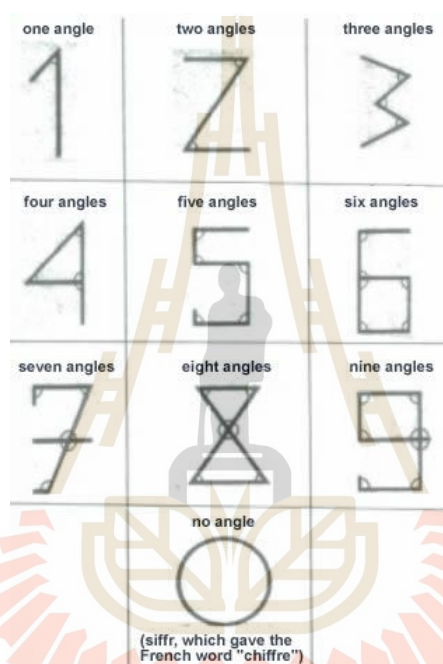 one angle
two angles
three angles
four angles
five angles
six angles
seven angles
eight angles
nine angles
no angle
(siffr, which gave the
French word "chiffre")